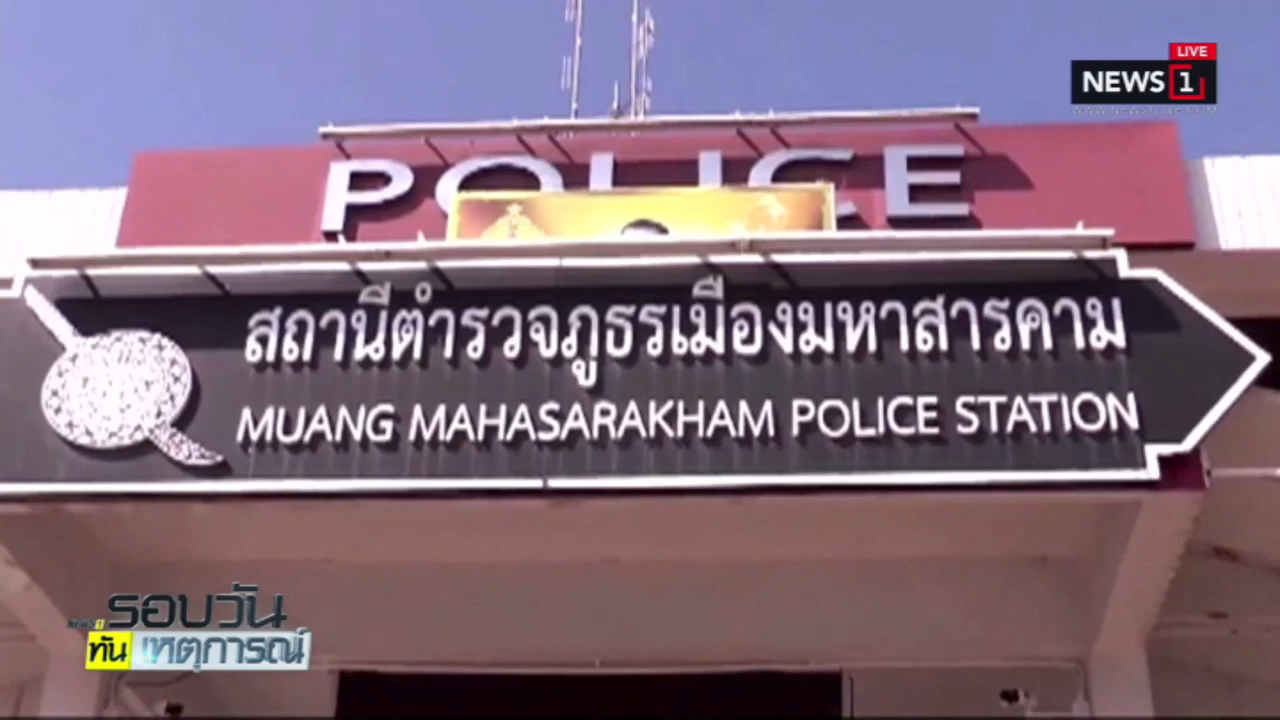 LIVE
NEWS 1
POLICE
สถานีตำรวจภูธรเมืองมหาสารคาม
MUANG MAHASARAKHAM POLICE STATION
NEWS1
รอบวัน
ทันเหตุการณ์